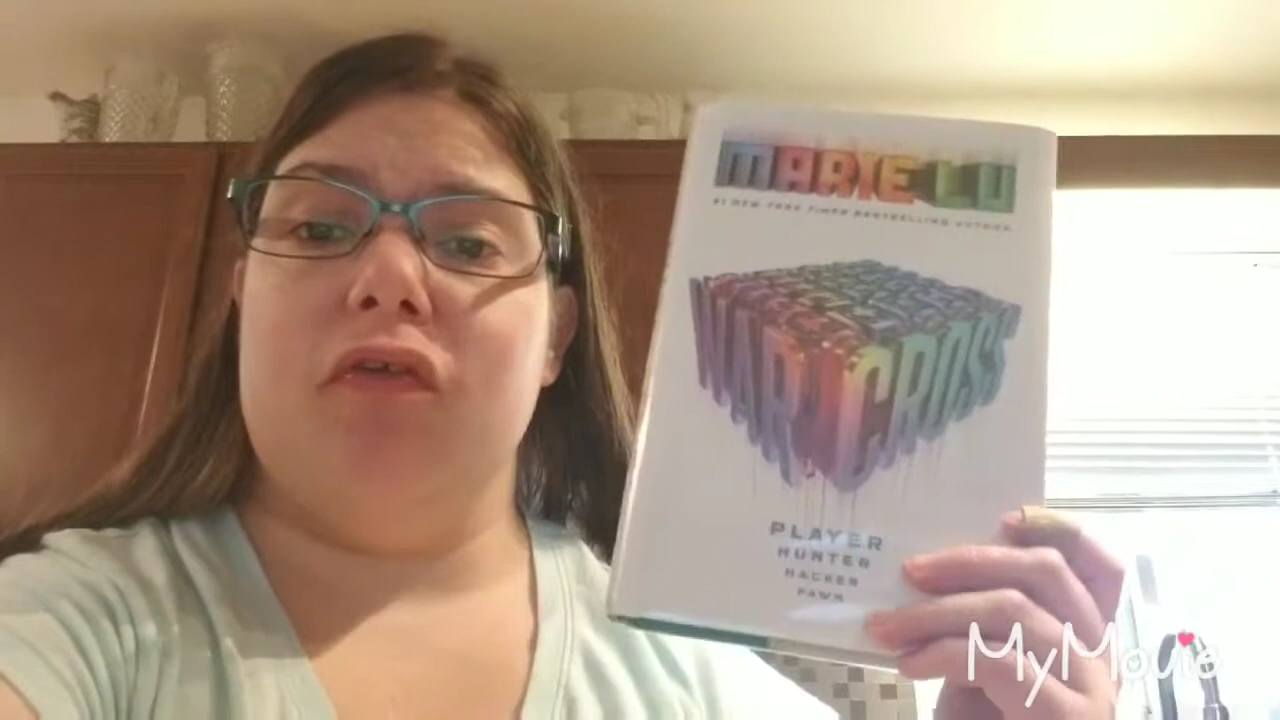 MARIE LU
#1 NEW YORK TIMES BESTSELLING AUTHOR
WARCROSS
PLAYER
HUNTER
HACKER
PAWN
MyMovie